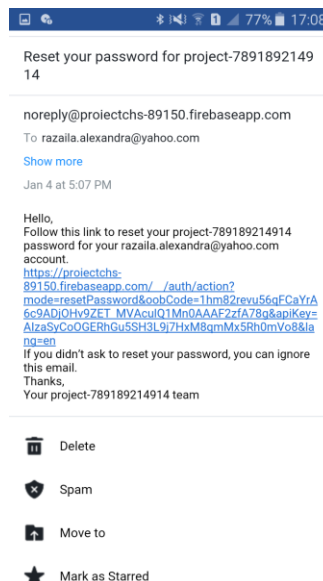 77% 17:08
Reset your password for project-7891892149
14
noreply@proiectchs-89150.firebaseapp.com
To razaila.alexandra@yahoo.com
Show more
Jan 4 at 5:07 PM
Hello,
Follow this link to reset your project-789189214914
password for your razaila.alexandra@yahoo.com
account.
https://proiectchs-
89150.firebaseapp.com/__/auth/action?
mode=resetPassword&oobCode=1hm82revu56qFCaYrA
6c9ADjOHv9ZET_MVAcuIQ1Mn0AAAF2zfA78g&apiKey=
AIzaSyCoOGERhGu5SH3L9j7HxM8qmMx5Rh0mVo8&la
ng=en
If you didn't ask to reset your password, you can ignore
this email.
Thanks,
Your project-789189214914 team
Delete
Spam
Move to
Mark as Starred